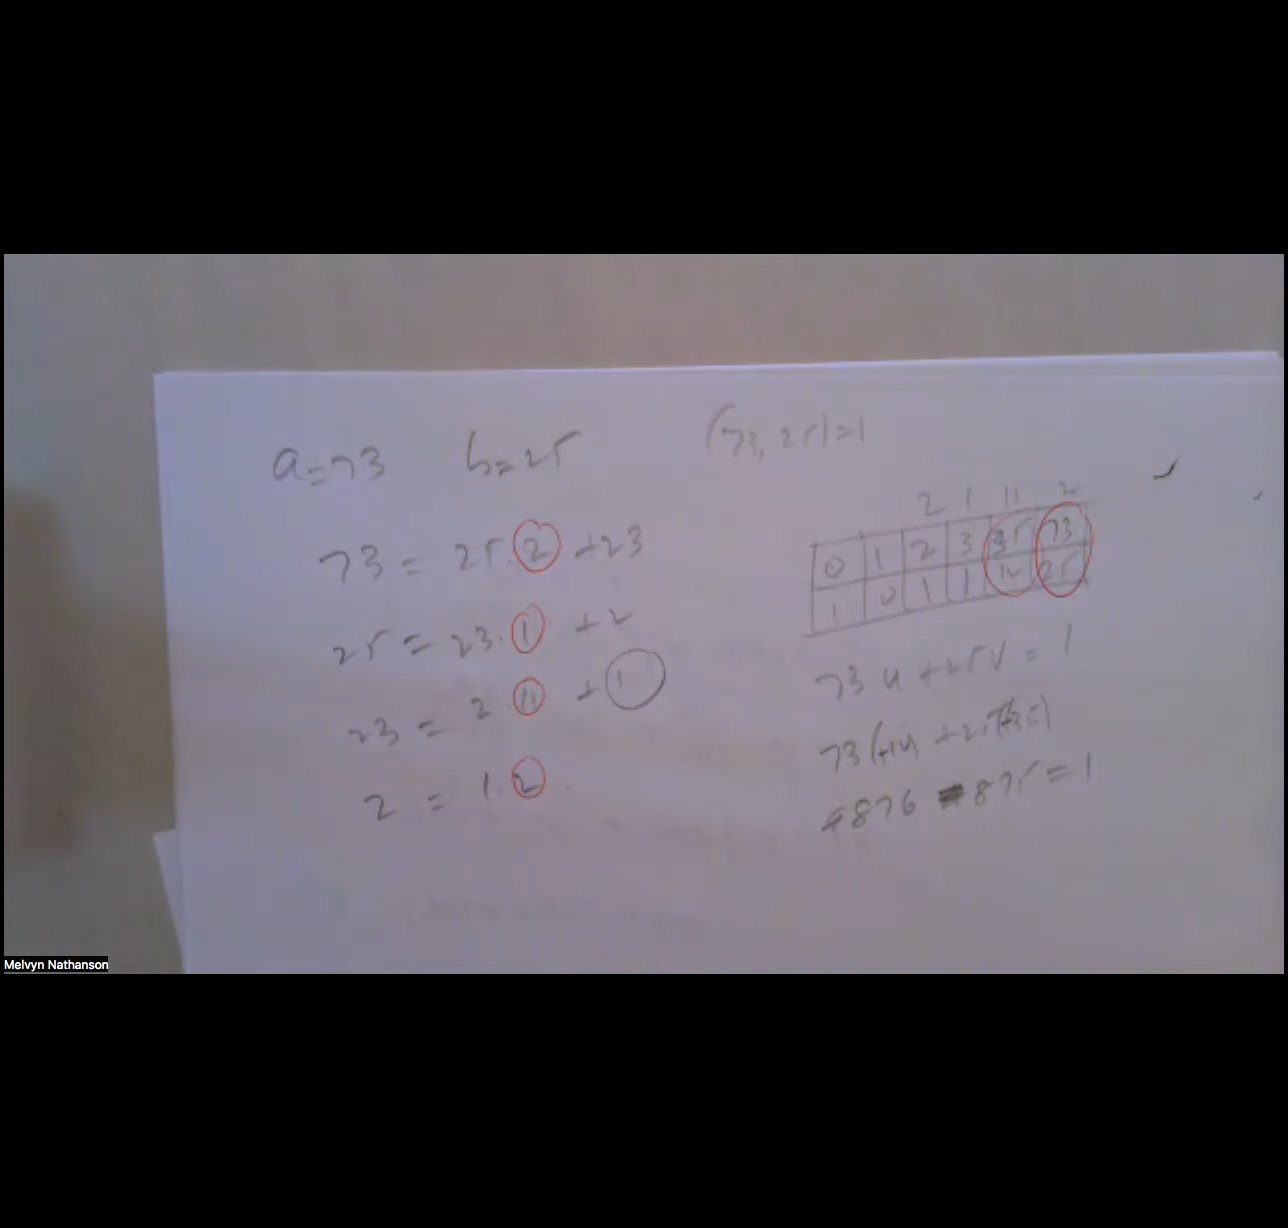 a=73 b=25 (73, 25)=1
73 = 25.2 +23
25 = 23.1 +2
23 = 2 11 +1
2 = 1.2
2 1 11 2
0 1 2 3 35 73
1 0 1 1 12 25
73 u + 25 v = 1
876 - 875 = 1
Melvyn Nathanson